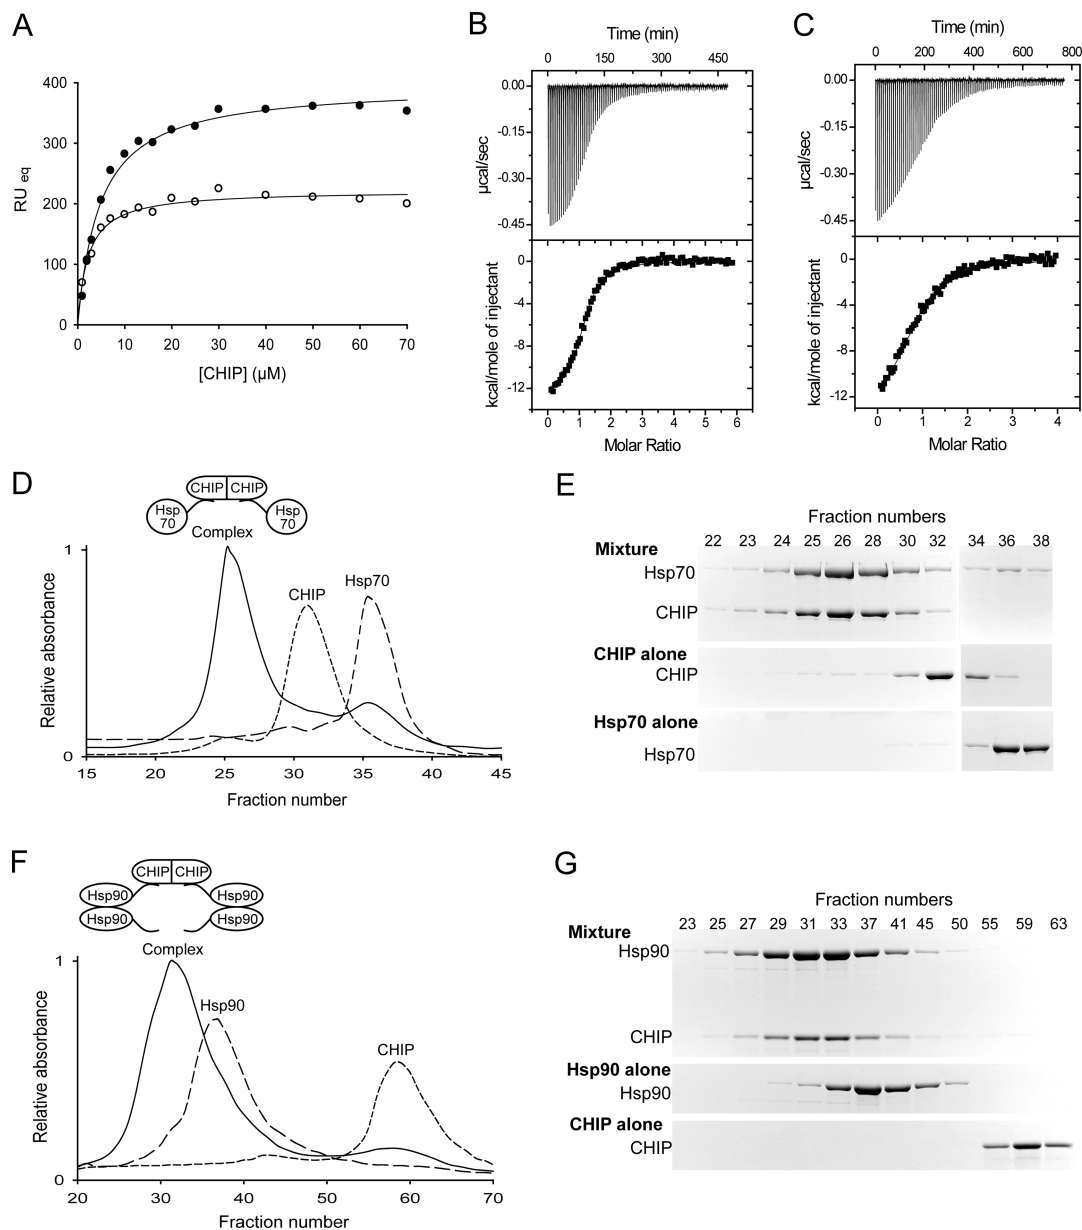 A
RU eq
400
300
200
100
0
0 10 20 30 40 50 60 70
[CHIP] (µM)
B
Time (min)
0 150 300 450
0.00
-0.15
-0.30
-0.45
µcal/sec
0
-4
-8
-12
kcal/mole of injectant
0 1 2 3 4 5 6
Molar Ratio
C
Time (min)
0 200 400 600 800
0.00
-0.15
-0.30
-0.45
µcal/sec
0
-4
-8
-12
kcal/mole of injectant
0 1 2 3 4
Molar Ratio
D
CHIP CHIP
Hsp 70
Hsp 70
Complex
CHIP
Hsp70
1
0
Relative absorbance
15 20 25 30 35 40 45
Fraction number
E
Fraction numbers
22 23 24 25 26 28 30 32 34 36 38
Mixture
Hsp70
CHIP
CHIP alone
CHIP
Hsp70 alone
Hsp70
F
CHIP CHIP
Hsp90 Hsp90
Hsp90 Hsp90
Complex
Hsp90
CHIP
1
0
Relative absorbance
20 30 40 50 60 70
Fraction number
G
Fraction numbers
23 25 27 29 31 33 37 41 45 50 55 59 63
Mixture
Hsp90
CHIP
Hsp90 alone
Hsp90
CHIP alone
CHIP